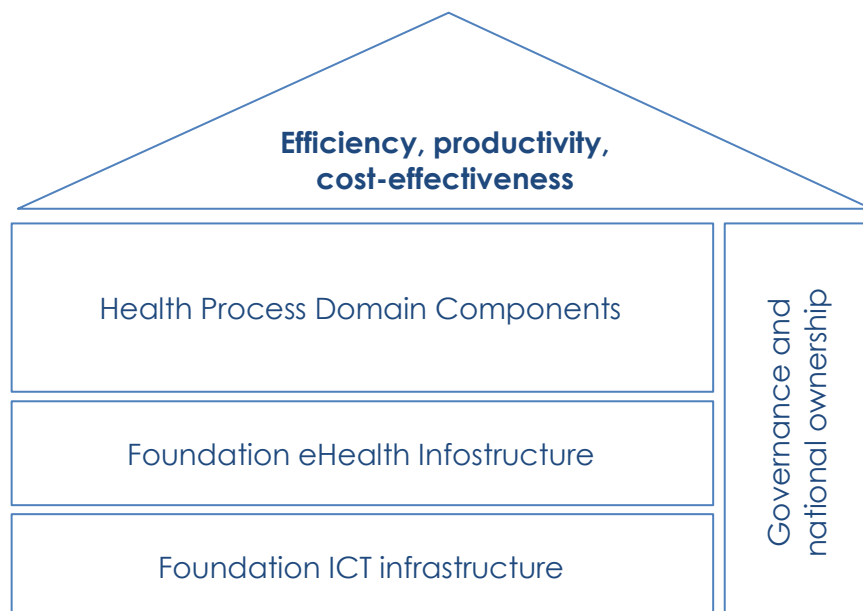 Efficiency, productivity,
cost-effectiveness
Health Process Domain Components
Foundation eHealth Infostructure
Foundation ICT infrastructure
Governance and
national ownership